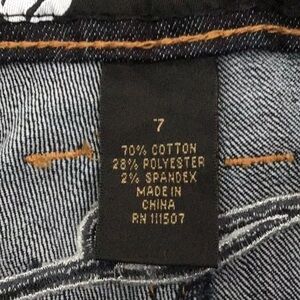 7
70% COTTON
28% POLYESTER
2% SPANDEX
MADE IN
CHINA
RN 111507